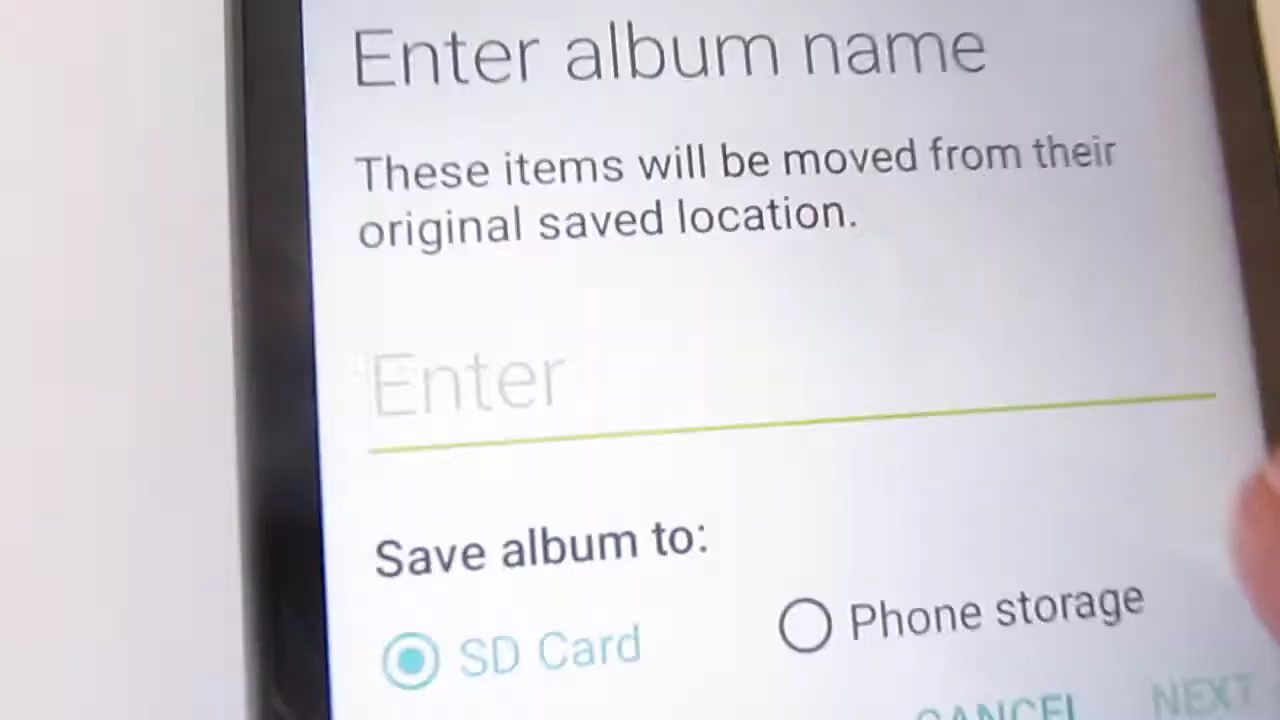 Enter album name
These items will be moved from their
original saved location.
Enter
Save album to:
SD Card
Phone storage
CANCEL
NEXT